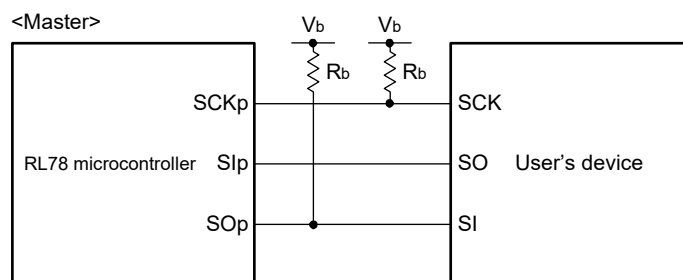 <Master>
Vb Vb
Rb Rb
SCKp SCK
RL78 microcontroller SIp SO User's device
SOp SI